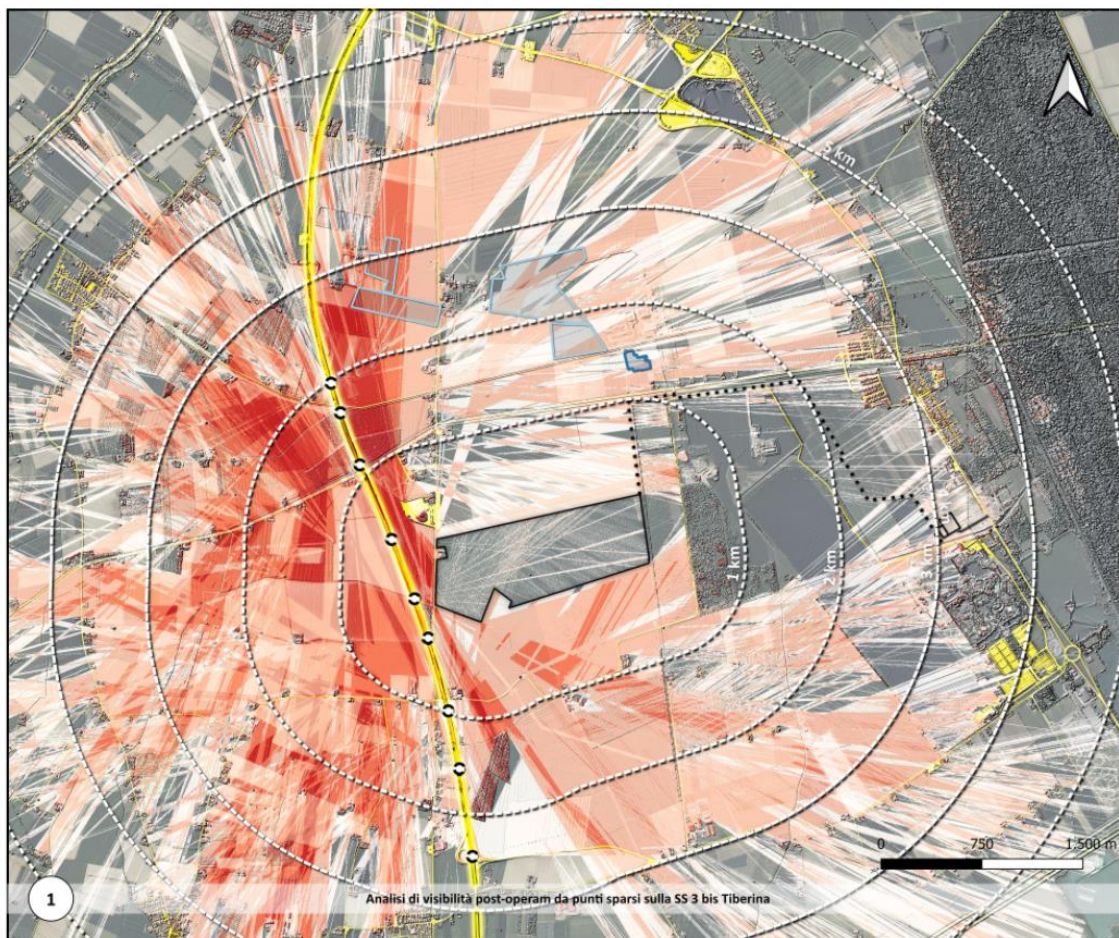 5 km
1 km
2 km
3 km
0 750 1.500 m
1
Analisi di visibilità post-operam da punti sparsi sulla SS 3 bis Tiberina